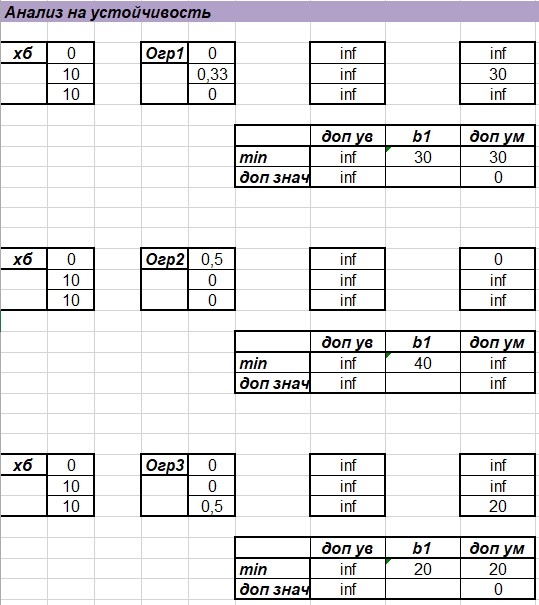 Анализ на устойчивость
хб 0 Огр1 0 inf inf
10 0,33 inf 30
10 0 inf inf
доп ув b1 доп ум
min inf 30 30
доп знач inf 0
хб 0 Огр2 0,5 inf 0
10 0 inf inf
10 0 inf inf
доп ув b1 доп ум
min inf 40 inf
доп знач inf inf
хб 0 Огр3 0 inf inf
10 0 inf inf
10 0,5 inf 20
доп ув b1 доп ум
min inf 20 20
доп знач inf 0